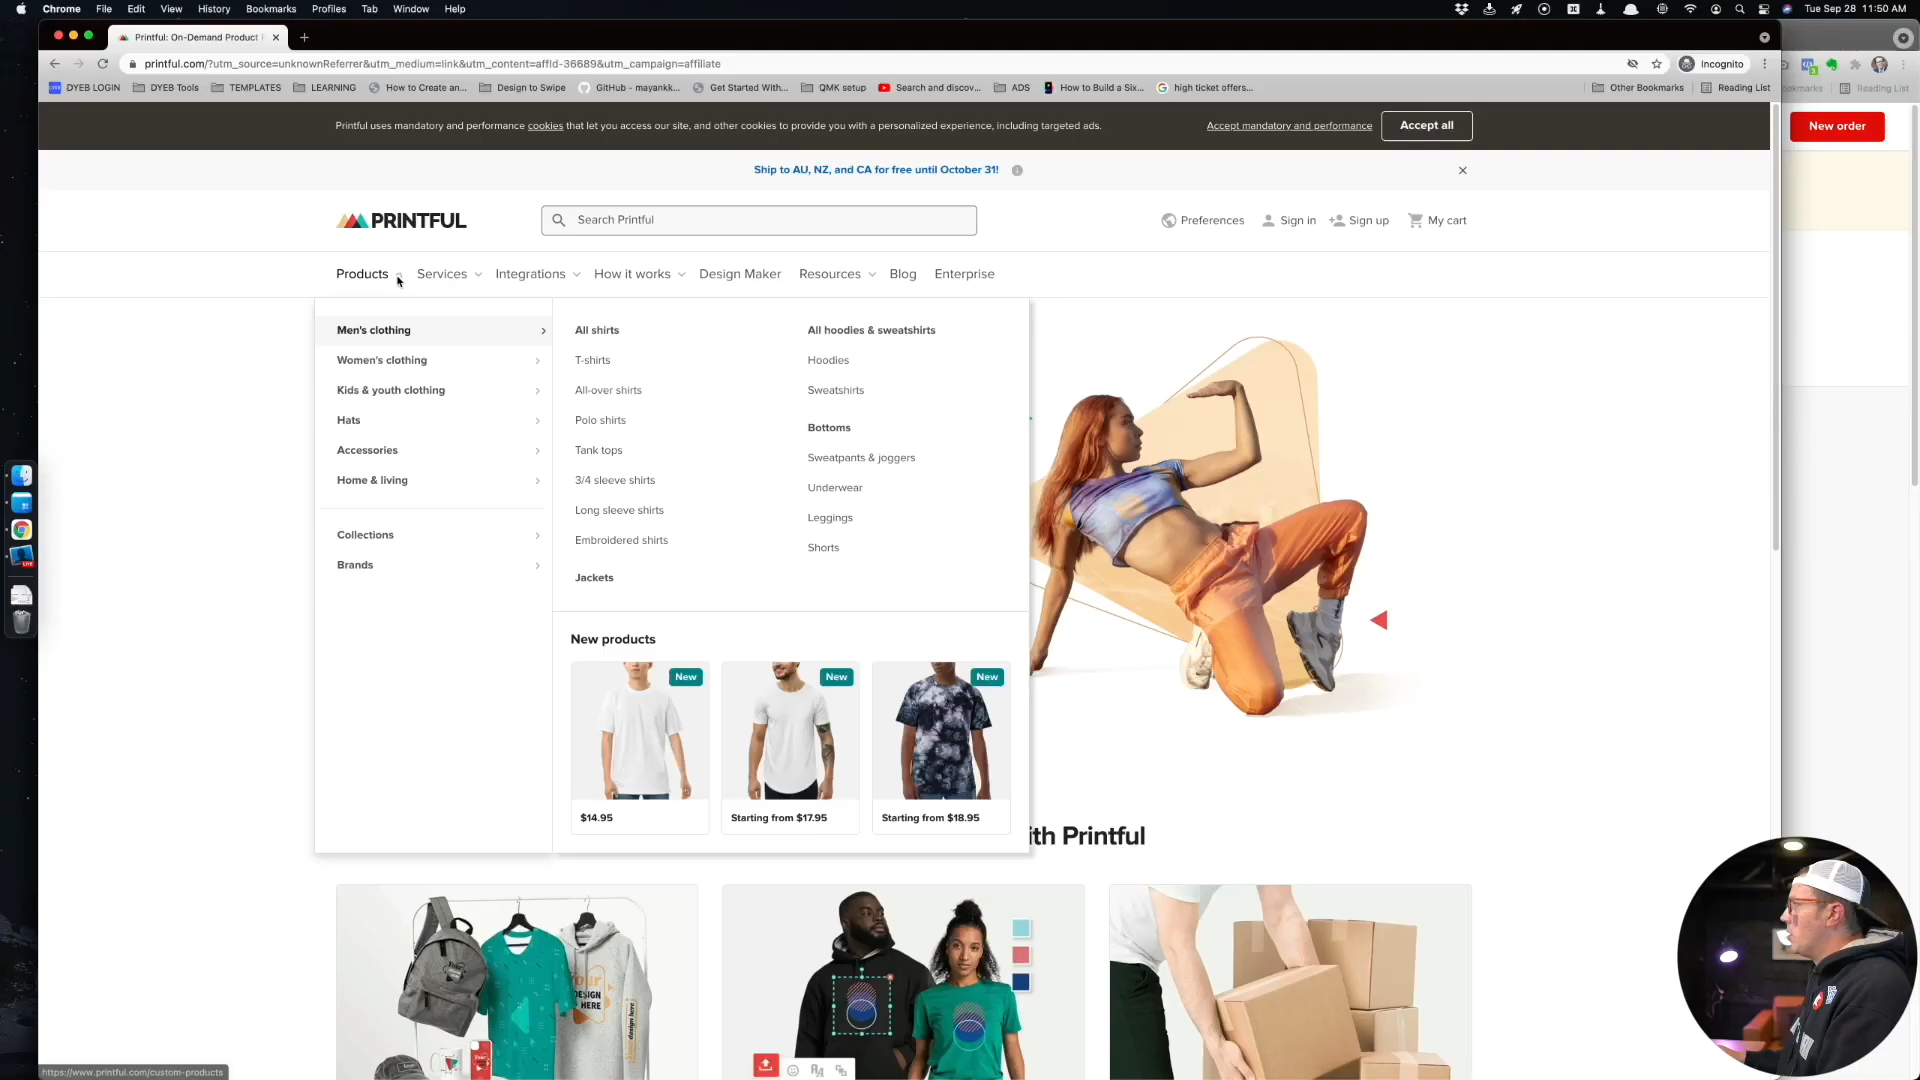 Chrome File Edit View History Bookmarks Profiles Tab Window Help
Tue Sep 28 11:50 AM
Printful: On-Demand Product
printful.com/?utm_source=unknownReferrer&utm_medium=link&utm_content=affId-36689&utm_campaign=affiliate
Incognito
DYEB LOGIN DYEB Tools TEMPLATES LEARNING How to Create an... Design to Swipe GitHub - mayankk... Get Started With... QMK setup Search and discov... ADS How to Build a Six... high ticket offers... Other Bookmarks Reading List
Reading List
Printful uses mandatory and performance cookies that let you access our site, and other cookies to provide you with a personalized experience, including targeted ads.
Accept mandatory and performance
Accept all
New order
Ship to AU, NZ, and CA for free until October 31!
PRINTFUL
Search Printful
Preferences Sign in Sign up My cart
Products Services Integrations How it works Design Maker Resources Blog Enterprise
Men's clothing
Women's clothing
Kids & youth clothing
Hats
Accessories
Home & living
Collections
Brands
All shirts
T-shirts
All-over shirts
Polo shirts
Tank tops
3/4 sleeve shirts
Long sleeve shirts
Embroidered shirts
Jackets
All hoodies & sweatshirts
Hoodies
Sweatshirts
Bottoms
Sweatpants & joggers
Underwear
Leggings
Shorts
New products
New
New
New
$14.95
Starting from $17.95
Starting from $18.95
ith Printful
DESIGN
HERE
https://www.printful.com/custom-products